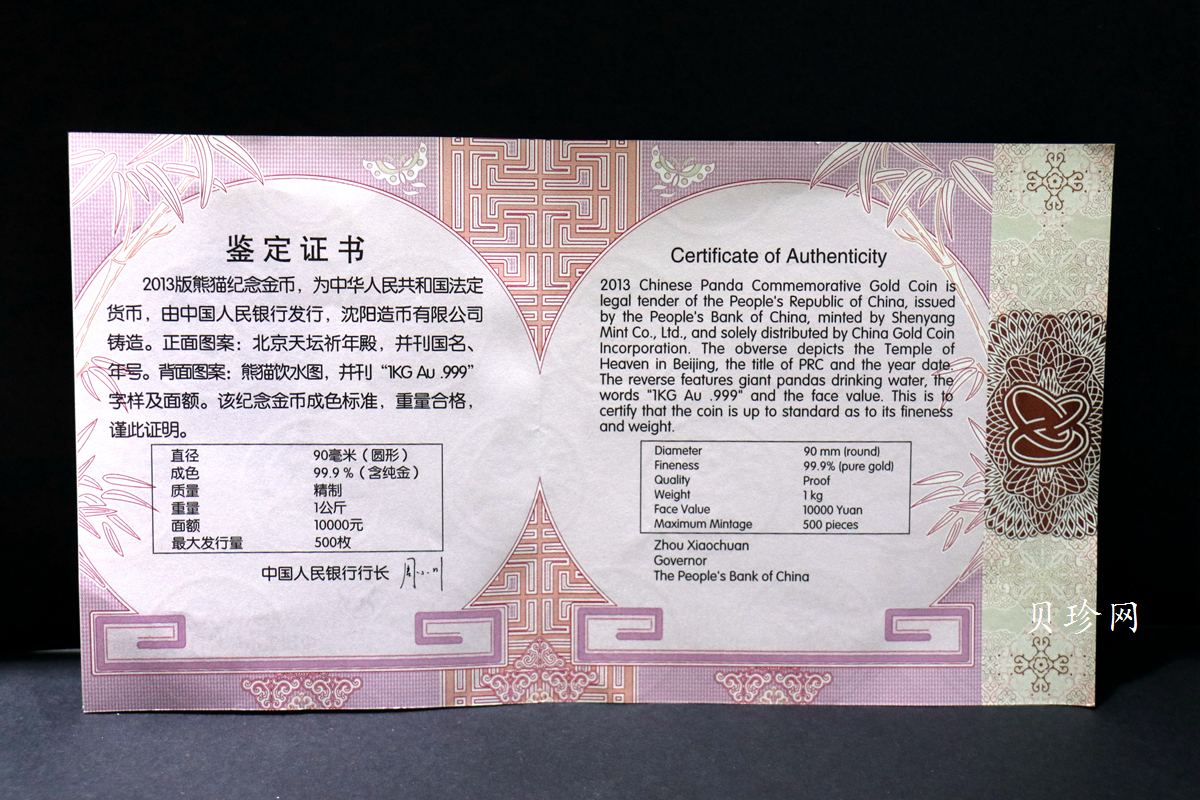 鉴定证书
2013版熊猫纪念金币，为中华人民共和国法定
货币，由中国人民银行发行，沈阳造币有限公司
铸造。正面图案：北京天坛祈年殿，并刊国名、
年号。背面图案：熊猫饮水图，并刊“1KG Au .999”
字样及面额。该纪念金币成色标准，重量合格，
谨此证明。
直径 90毫米（圆形）
成色 99.9％（含纯金）
质量 精制
重量 1公斤
面额 10000元
最大发行量 500枚
中国人民银行行长
Certificate of Authenticity
2013 Chinese Panda Commemorative Gold Coin is
legal tender of the People's Republic of China, issued
by the People's Bank of China, minted by Shenyang
Mint Co., Ltd., and solely distributed by China Gold Coin
Incorporation. The obverse depicts the Temple of
Heaven in Beijing, the title of PRC and the year date.
The reverse features giant pandas drinking water, the
words "1KG Au .999" and the face value. This is to
certify that the coin is up to standard as to its fineness
and weight.
Diameter 90 mm (round)
Fineness 99.9% (pure gold)
Quality Proof
Weight 1 kg
Face Value 10000 Yuan
Maximum Mintage 500 pieces
Zhou Xiaochuan
Governor
The People's Bank of China
贝珍网